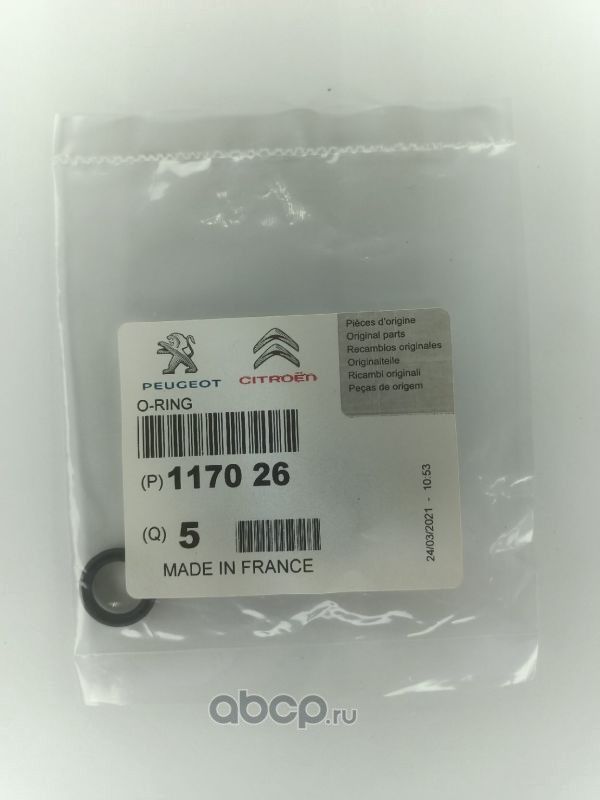 Pièces d'origine
Original parts
Recambios originales
Originalteile
Ricambi originali
Peças de origem
PEUGEOT
CITROËN
O-RING
(P) 1170 26
(Q) 5
MADE IN FRANCE
24/03/2021 - 10:53
abcp.ru